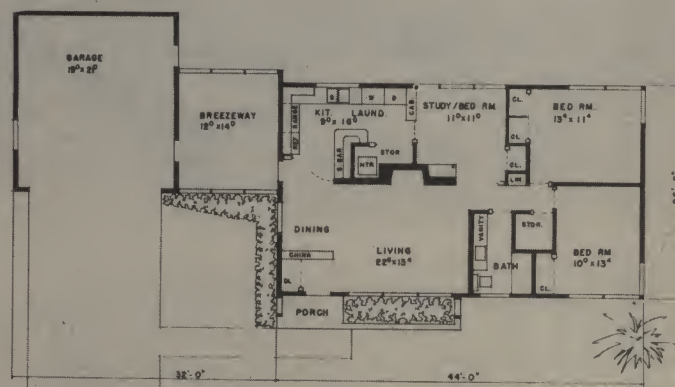 GARAGE
19⁰ x 21⁰
BREEZEWAY
12⁰ x 14⁰
REF. RANGE
S
W
D
KIT. LAUND.
9⁰ x 16⁰
S BAR
STOR
HTR
CAB
STUDY/BED RM.
11⁰ x 11⁰
CL.
CL.
CL.
LIN
BED RM.
13⁴ x 11⁴
DINING
CHINA
CL
LIVING
22⁰ x 13⁴
VANITY
BATH
STOR.
CL.
BED RM
10⁰ x 13⁴
PORCH
32'-0"
44'-0"